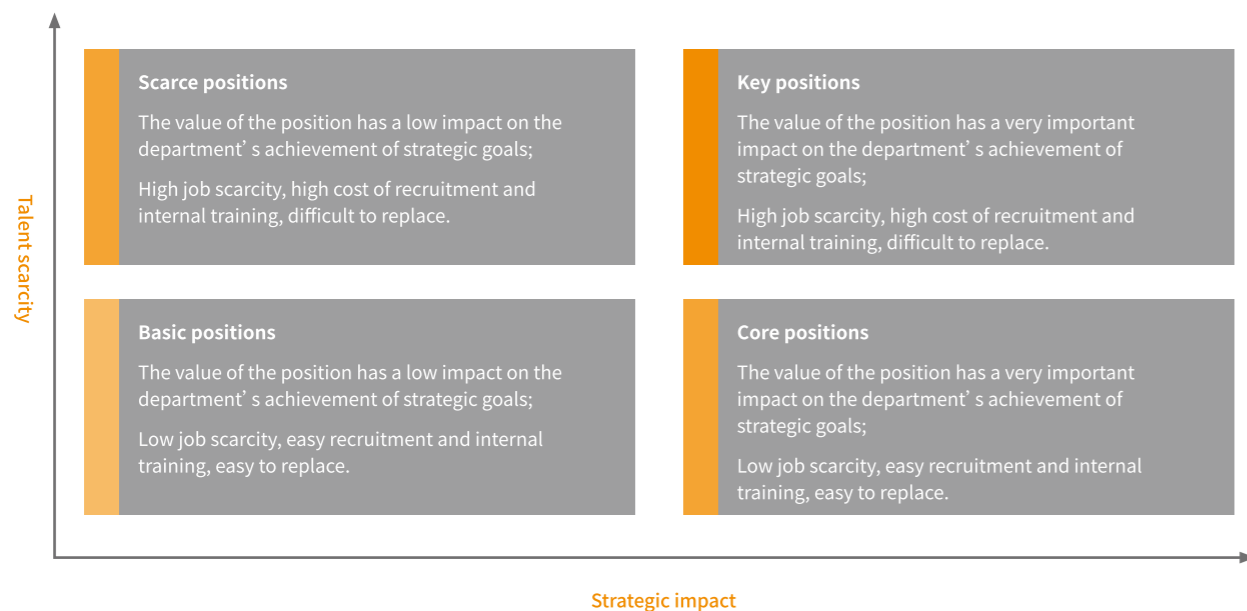 Scarce positions
The value of the position has a low impact on the
department’s achievement of strategic goals;
High job scarcity, high cost of recruitment and
internal training, difficult to replace.
Key positions
The value of the position has a very important
impact on the department’s achievement of
strategic goals;
High job scarcity, high cost of recruitment and
internal training, difficult to replace.
Talent scarcity
Basic positions
The value of the position has a low impact on the
department’s achievement of strategic goals;
Low job scarcity, easy recruitment and internal
training, easy to replace.
Core positions
The value of the position has a very important
impact on the department’s achievement of
strategic goals;
Low job scarcity, easy recruitment and internal
training, easy to replace.
Strategic impact